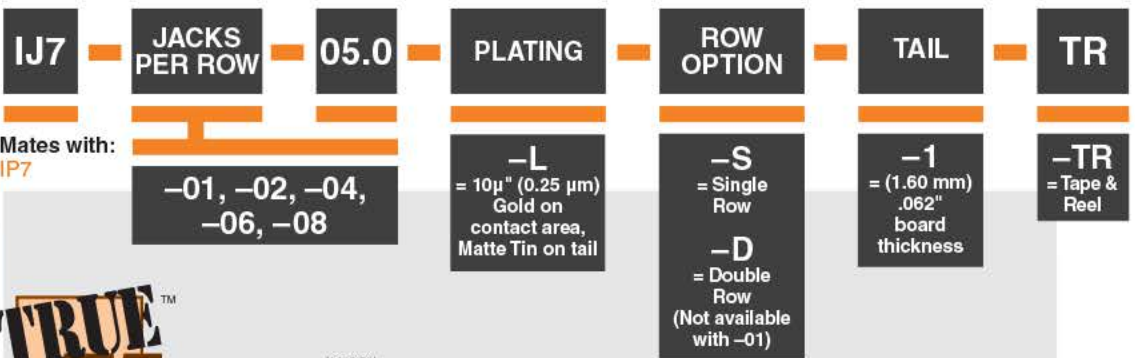 IJ7
JACKS
PER ROW
05.0
PLATING
ROW
OPTION
TAIL
TR
Mates with:
IP7
–01, –02, –04,
–06, –08
–L
= 10µ" (0.25 µm)
Gold on
contact area,
Matte Tin on tail
–S
= Single
Row
–D
= Double
Row
(Not available
with –01)
–1
= (1.60 mm)
.062"
board
thickness
–TR
= Tape &
Reel
TRUE
TM